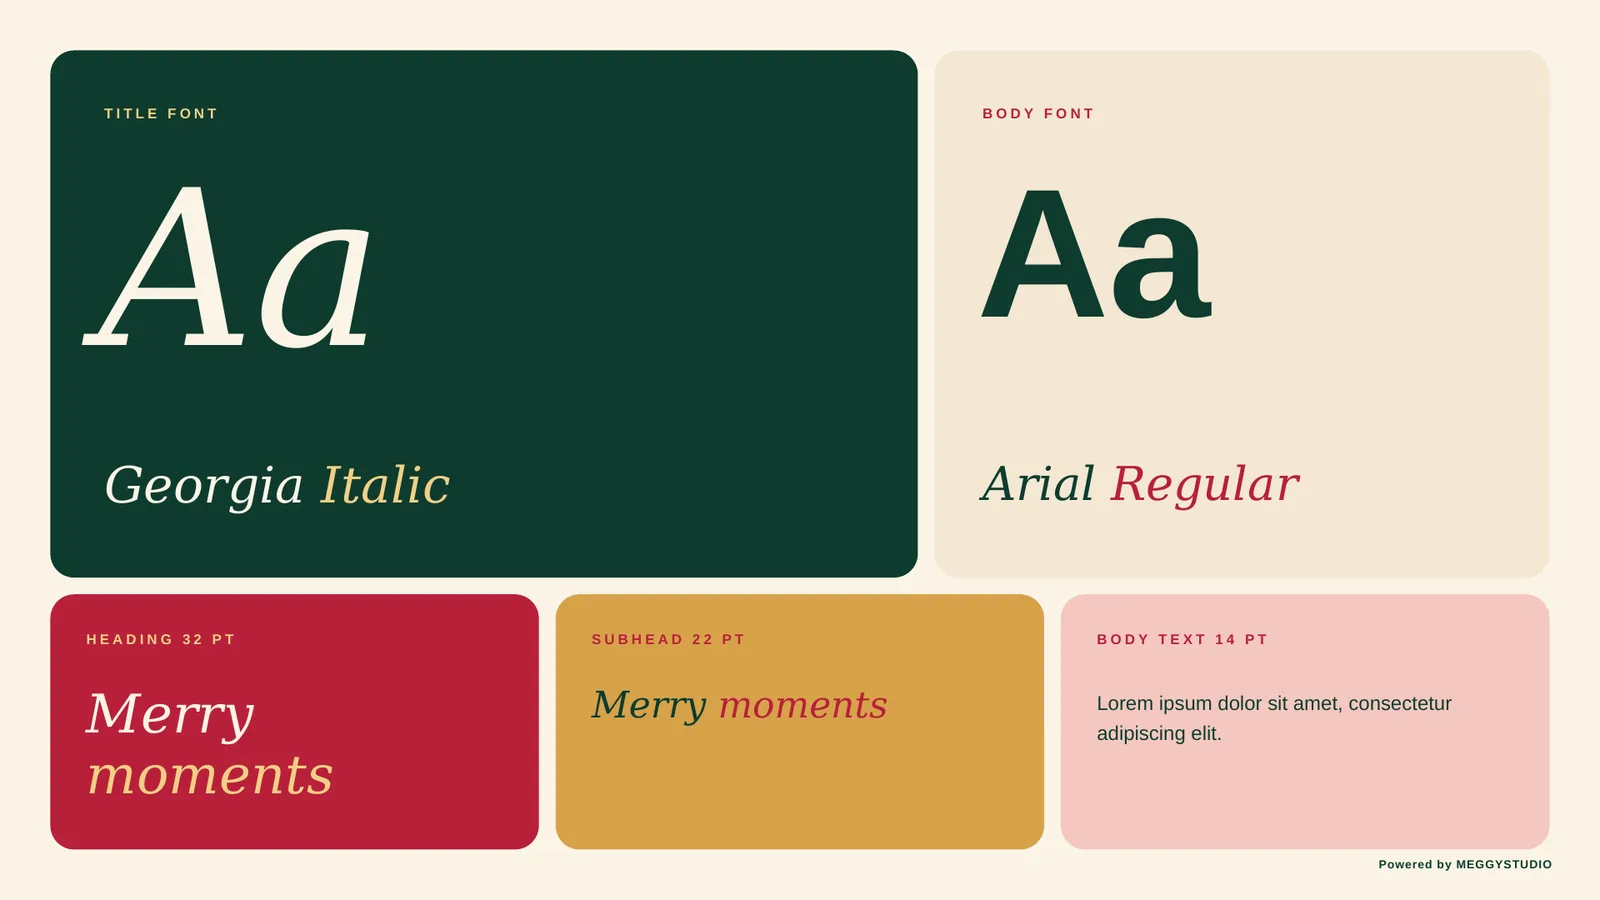 TITLE FONT
Aa
Georgia Italic
BODY FONT
Aa
Arial Regular
HEADING 32 PT
Merry
moments
SUBHEAD 22 PT
Merry moments
BODY TEXT 14 PT
Lorem ipsum dolor sit amet, consectetur
adipiscing elit.
Powered by MEGGYSTUDIO